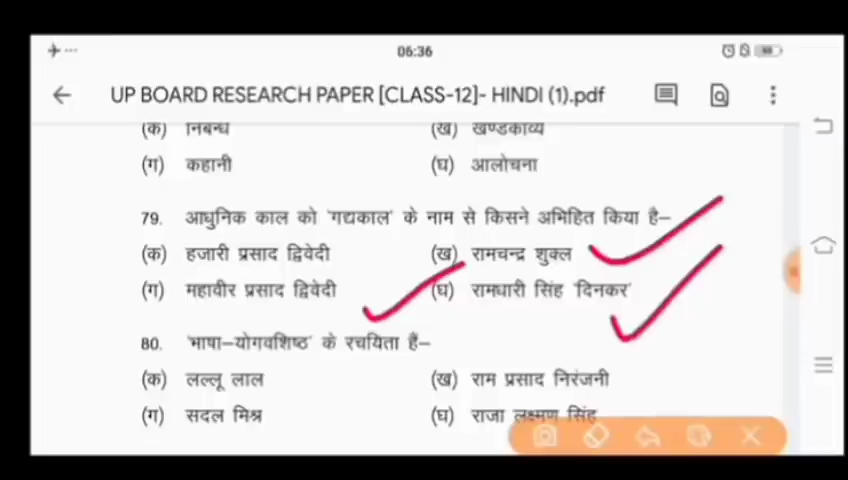 06:36
UP BOARD RESEARCH PAPER [CLASS-12]- HINDI (1).pdf
(क) निबन्ध (ख) खण्डकाव्य
(ग) कहानी (घ) आलोचना
79. आधुनिक काल को 'गद्यकाल' के नाम से किसने अभिहित किया है–
(क) हजारी प्रसाद द्विवेदी (ख) रामचन्द्र शुक्ल
(ग) महावीर प्रसाद द्विवेदी (घ) रामधारी सिंह 'दिनकर'
80. 'भाषा–योगवशिष्ठ' के रचयिता हैं–
(क) लल्लू लाल (ख) राम प्रसाद निरंजनी
(ग) सदल मिश्र (घ) राजा लक्ष्मण सिंह